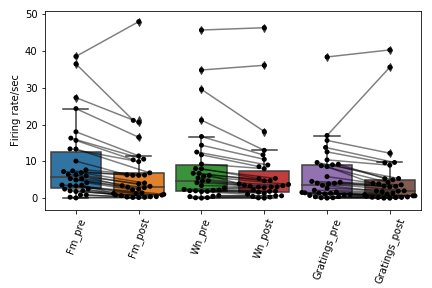 50
40
30
20
10
0
Firing rate/sec
Fm_pre
Fm_post
Wn_pre
Wn_post
Gratings_pre
Gratings_post